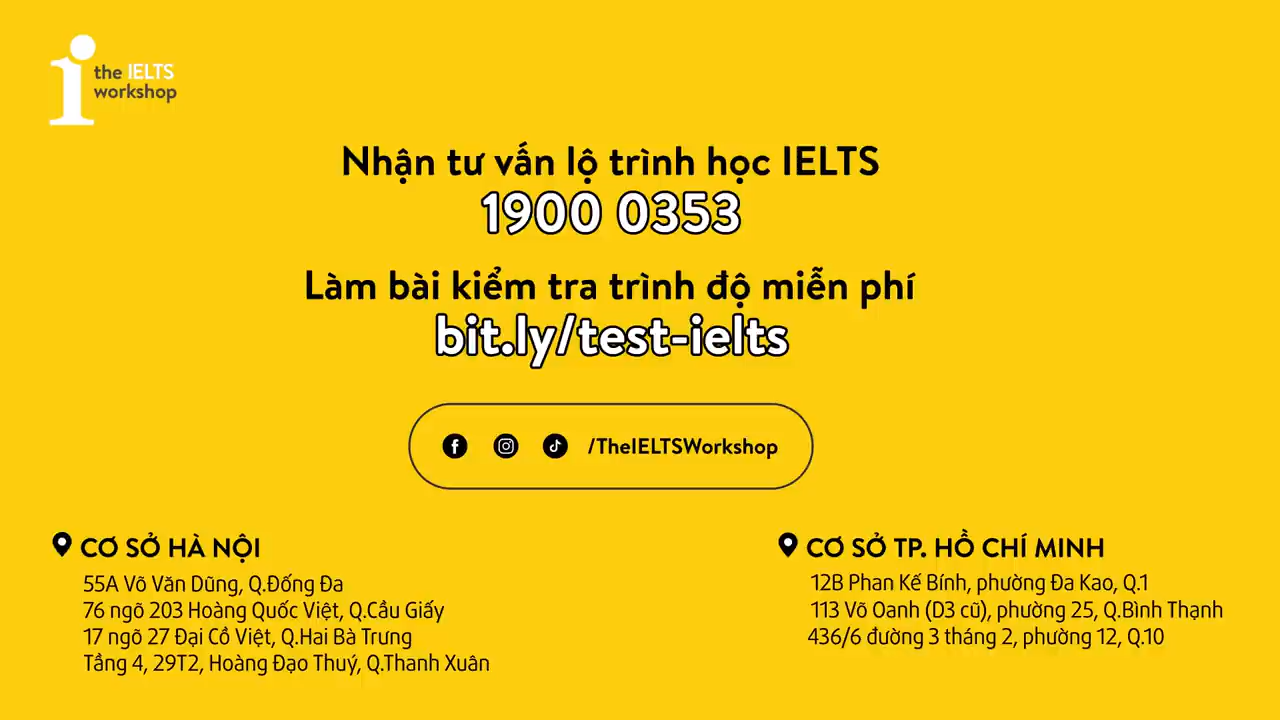 the IELTS
workshop
Nhận tư vấn lộ trình học IELTS
1900 0353
Làm bài kiểm tra trình độ miễn phí
bit.ly/test-ielts
/TheIELTSWorkshop
CƠ SỞ HÀ NỘI
55A Võ Văn Dũng, Q.Đống Đa
76 ngõ 203 Hoàng Quốc Việt, Q.Cầu Giấy
17 ngõ 27 Đại Cồ Việt, Q.Hai Bà Trưng
Tầng 4, 29T2, Hoàng Đạo Thuý, Q.Thanh Xuân
CƠ SỞ TP. HỒ CHÍ MINH
12B Phan Kế Bính, phường Đa Kao, Q.1
113 Võ Oanh (D3 cũ), phường 25, Q.Bình Thạnh
436/6 đường 3 tháng 2, phường 12, Q.10